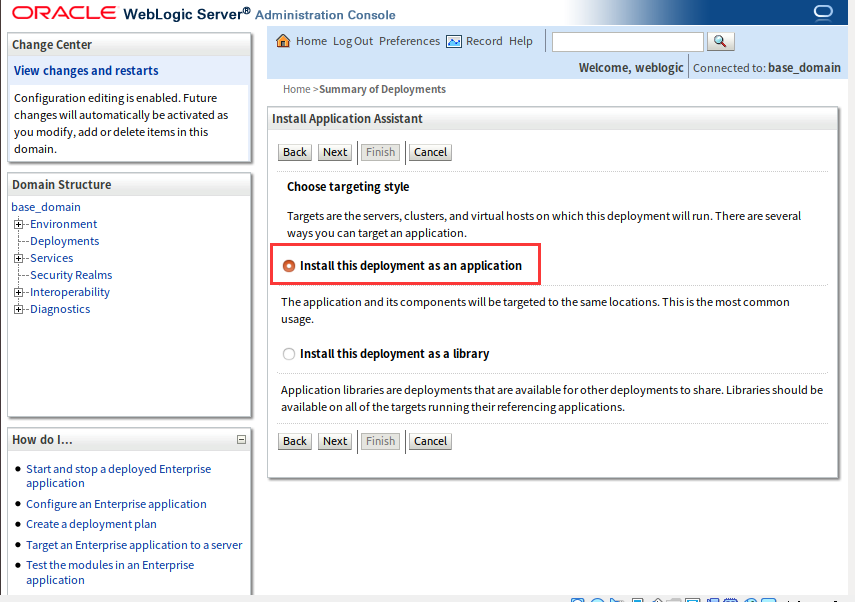 ORACLE WebLogic Server® Administration Console
Change Center
View changes and restarts
Configuration editing is enabled. Future
changes will automatically be activated as
you modify, add or delete items in this
domain.
Domain Structure
base_domain
Environment
Deployments
Services
Security Realms
Interoperability
Diagnostics
How do I...
Start and stop a deployed Enterprise
application
Configure an Enterprise application
Create a deployment plan
Target an Enterprise application to a server
Test the modules in an Enterprise
application
Home Log Out Preferences Record Help
Welcome, weblogic Connected to: base_domain
Home >Summary of Deployments
Install Application Assistant
Back Next Finish Cancel
Choose targeting style
Targets are the servers, clusters, and virtual hosts on which this deployment will run. There are several
ways you can target an application.
Install this deployment as an application
The application and its components will be targeted to the same locations. This is the most common
usage.
Install this deployment as a library
Application libraries are deployments that are available for other deployments to share. Libraries should be
available on all of the targets running their referencing applications.
Back Next Finish Cancel